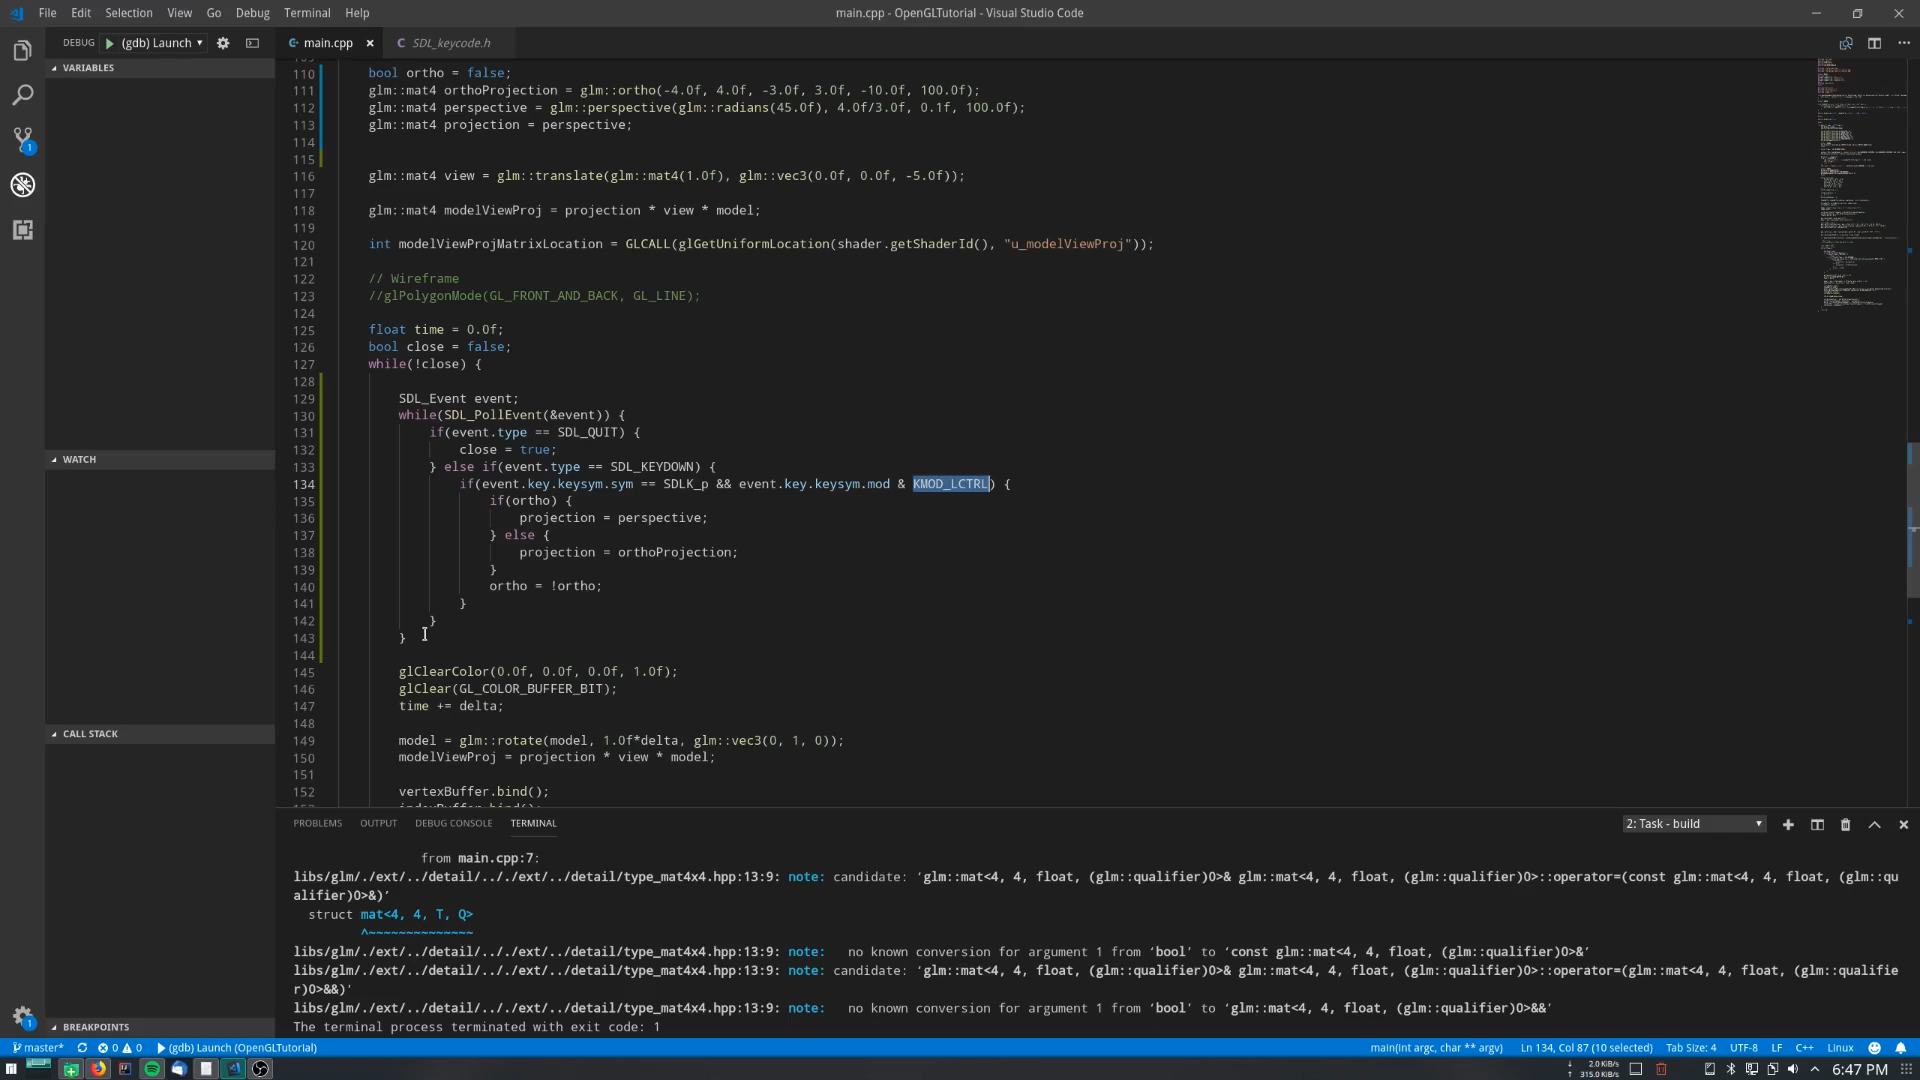 File Edit Selection View Go Debug Terminal Help
main.cpp - OpenGLTutorial - Visual Studio Code
DEBUG (gdb) Launch
main.cpp
SDL_keycode.h
VARIABLES
WATCH
CALL STACK
BREAKPOINTS
110 bool ortho = false;
111 glm::mat4 orthoProjection = glm::ortho(-4.0f, 4.0f, -3.0f, 3.0f, -10.0f, 100.0f);
112 glm::mat4 perspective = glm::perspective(glm::radians(45.0f), 4.0f/3.0f, 0.1f, 100.0f);
113 glm::mat4 projection = perspective;
114
115
116 glm::mat4 view = glm::translate(glm::mat4(1.0f), glm::vec3(0.0f, 0.0f, -5.0f));
117
118 glm::mat4 modelViewProj = projection * view * model;
119
120 int modelViewProjMatrixLocation = GLCALL(glGetUniformLocation(shader.getShaderId(), "u_modelViewProj"));
121
122 // Wireframe
123 //glPolygonMode(GL_FRONT_AND_BACK, GL_LINE);
124
125 float time = 0.0f;
126 bool close = false;
127 while(!close) {
128
129 SDL_Event event;
130 while(SDL_PollEvent(&event)) {
131 if(event.type == SDL_QUIT) {
132 close = true;
133 } else if(event.type == SDL_KEYDOWN) {
134 if(event.key.keysym.sym == SDLK_p && event.key.keysym.mod & KMOD_LCTRL) {
135 if(ortho) {
136 projection = perspective;
137 } else {
138 projection = orthoProjection;
139 }
140 ortho = !ortho;
141 }
142 }
143 }
144
145 glClearColor(0.0f, 0.0f, 0.0f, 1.0f);
146 glClear(GL_COLOR_BUFFER_BIT);
147 time += delta;
148
149 model = glm::rotate(model, 1.0f*delta, glm::vec3(0, 1, 0));
150 modelViewProj = projection * view * model;
151
152 vertexBuffer.bind();
PROBLEMS OUTPUT DEBUG CONSOLE TERMINAL
2: Task - build
from main.cpp:7:
libs/glm/./ext/../detail/.././ext/../detail/type_mat4x4.hpp:13:9: note: candidate: ‘glm::mat<4, 4, float, (glm::qualifier)0>& glm::mat<4, 4, float, (glm::qualifier)0>::operator=(const glm::mat<4, 4, float, (glm::qu
alifier)0>&)’
struct mat<4, 4, T, Q>
^~~~~~~~~~~~~~~
libs/glm/./ext/../detail/.././ext/../detail/type_mat4x4.hpp:13:9: note:   no known conversion for argument 1 from ‘bool’ to ‘const glm::mat<4, 4, float, (glm::qualifier)0>&’
libs/glm/./ext/../detail/.././ext/../detail/type_mat4x4.hpp:13:9: note: candidate: ‘glm::mat<4, 4, float, (glm::qualifier)0>& glm::mat<4, 4, float, (glm::qualifier)0>::operator=(glm::mat<4, 4, float, (glm::qualifie
r)0>&&)’
libs/glm/./ext/../detail/.././ext/../detail/type_mat4x4.hpp:13:9: note:   no known conversion for argument 1 from ‘bool’ to ‘glm::mat<4, 4, float, (glm::qualifier)0>&&’
The terminal process terminated with exit code: 1
master* 0 0 (gdb) Launch (OpenGLTutorial)
main(int argc, char ** argv) Ln 134, Col 87 (10 selected) Tab Size: 4 UTF-8 LF C++ Linux
2.0 KiB/s
315.0 KiB/s
6:47 PM